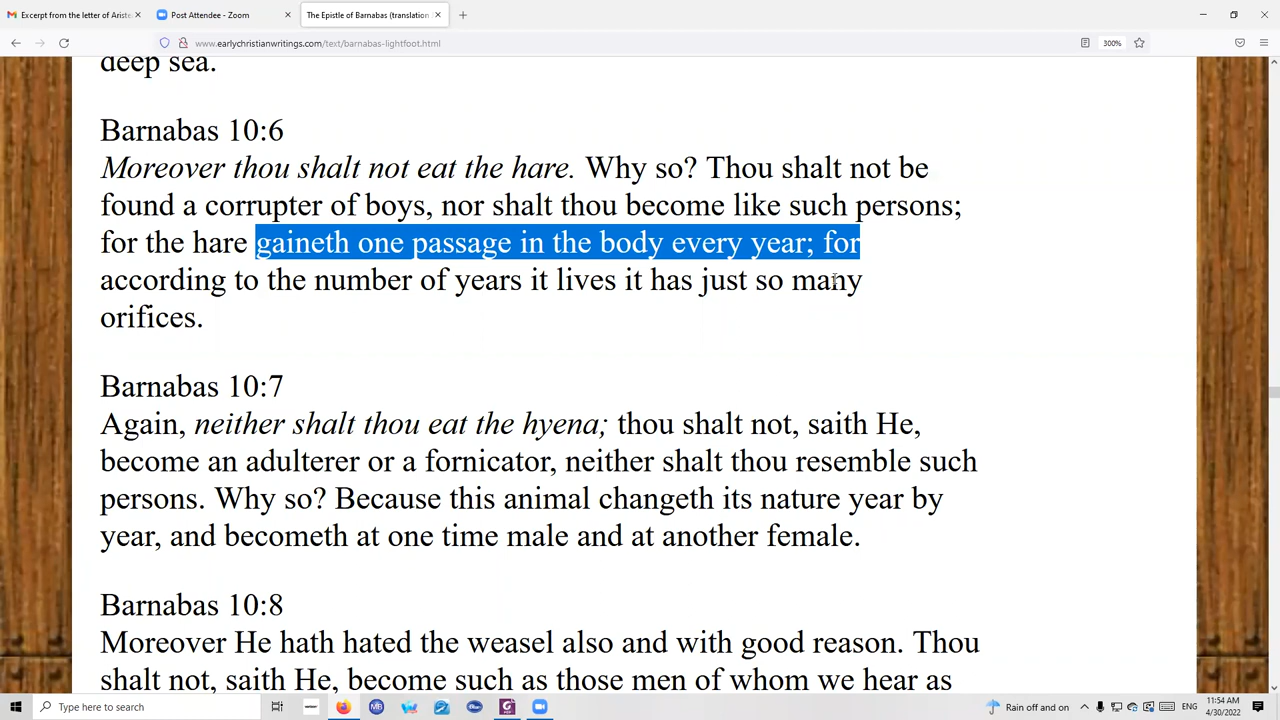 Excerpt from the letter of Ariste
Post Attendee - Zoom
The Epistle of Barnabas (translation
www.earlychristianwritings.com/text/barnabas-lightfoot.html
300%
deep sea.
Barnabas 10:6
Moreover thou shalt not eat the hare. Why so? Thou shalt not be
found a corrupter of boys, nor shalt thou become like such persons;
for the hare gaineth one passage in the body every year; for
according to the number of years it lives it has just so many
orifices.
Barnabas 10:7
Again, neither shalt thou eat the hyena; thou shalt not, saith He,
become an adulterer or a fornicator, neither shalt thou resemble such
persons. Why so? Because this animal changeth its nature year by
year, and becometh at one time male and at another female.
Barnabas 10:8
Moreover He hath hated the weasel also and with good reason. Thou
shalt not, saith He, become such as those men of whom we hear as
Type here to search
Rain off and on
11:54 AM
4/30/2022